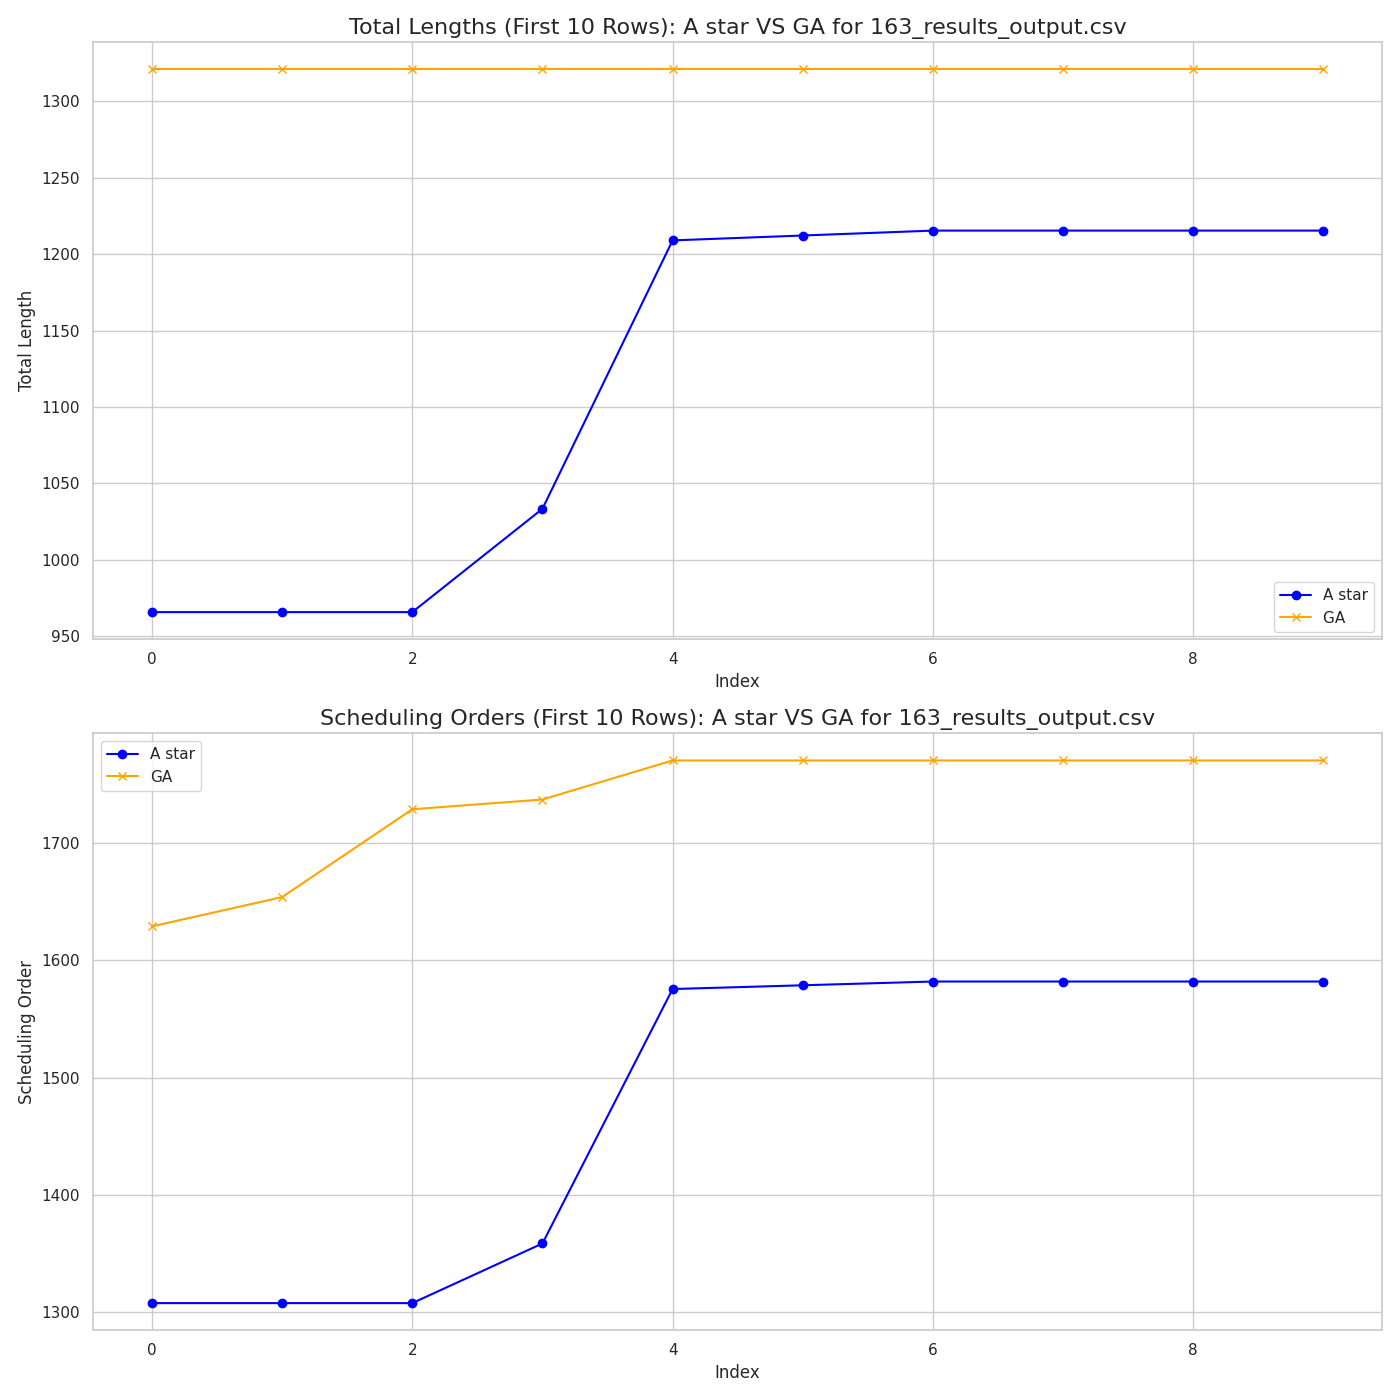 Total Lengths (First 10 Rows): A star VS GA for 163_results_output.csv
Total Length
1300
1250
1200
1150
1100
1050
1000
950
A star
GA
0 2 4 6 8
Index
Scheduling Orders (First 10 Rows): A star VS GA for 163_results_output.csv
A star
GA
Scheduling Order
1700
1600
1500
1400
1300
0 2 4 6 8
Index